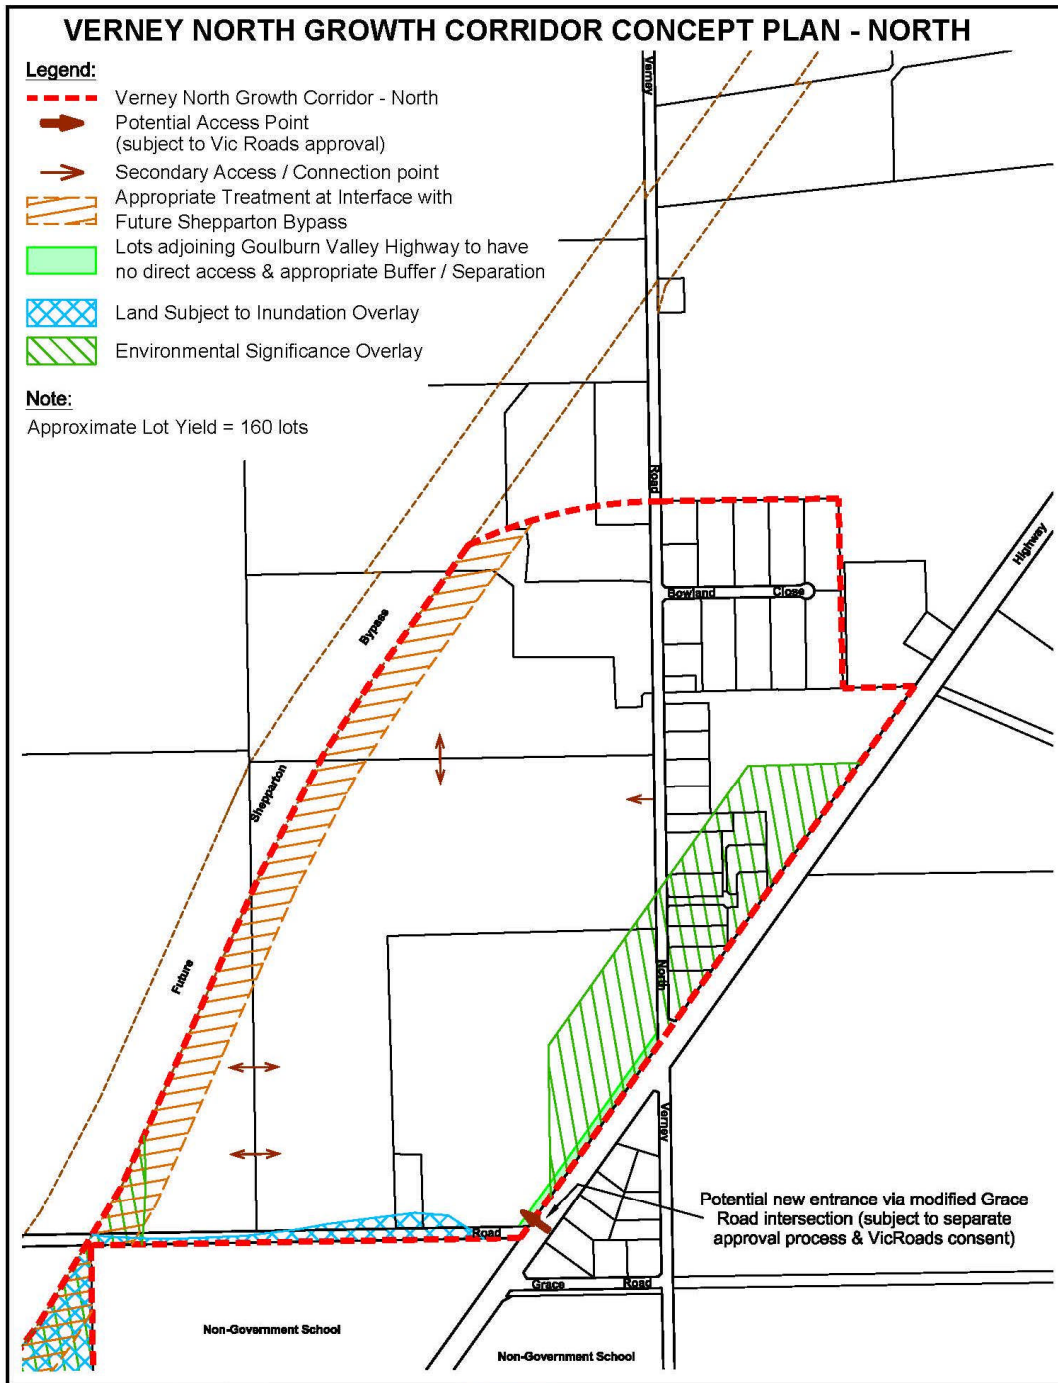 VERNEY NORTH GROWTH CORRIDOR CONCEPT PLAN - NORTH
Legend:
Verney North Growth Corridor - North
Potential Access Point
(subject to Vic Roads approval)
Secondary Access / Connection point
Appropriate Treatment at Interface with
Future Shepparton Bypass
Lots adjoining Goulburn Valley Highway to have
no direct access & appropriate Buffer / Separation
Land Subject to Inundation Overlay
Environmental Significance Overlay
Note:
Approximate Lot Yield = 160 lots
Verney
Road
Highway
Bowland Close
Bypass
Shepparton
Future
North
Verney
Potential new entrance via modified Grace
Road intersection (subject to separate
approval process & VicRoads consent)
Road
Grace Road
Non-Government School
Non-Government School